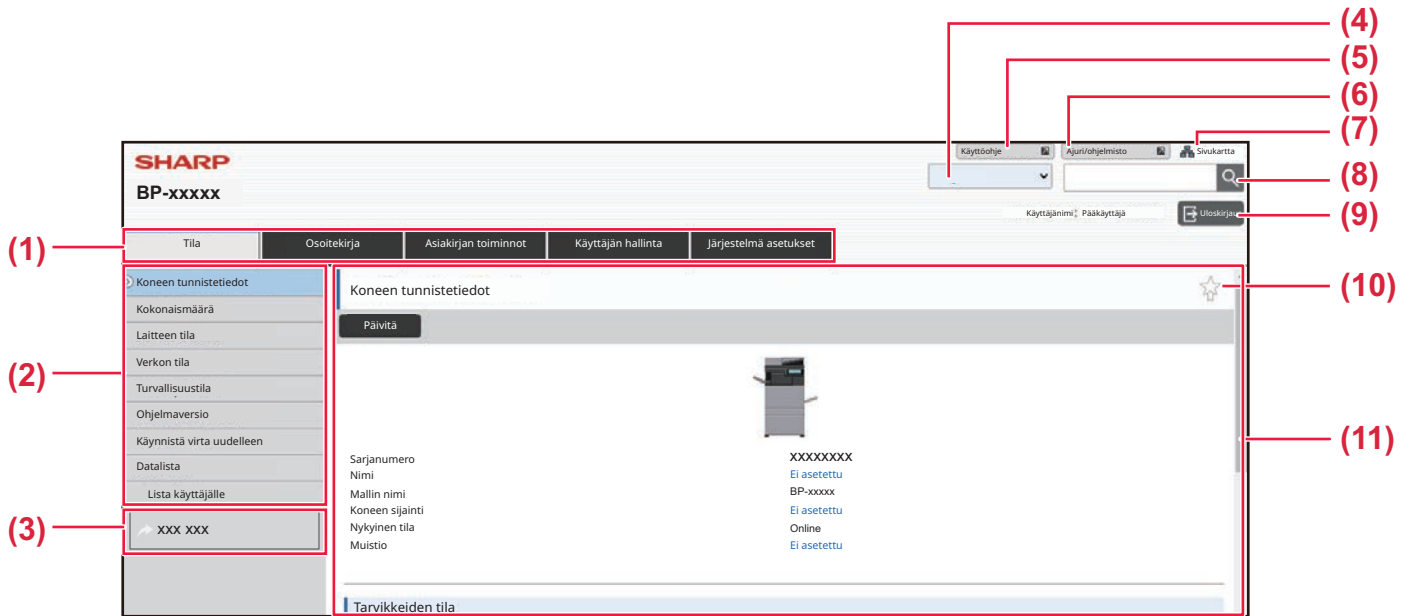 (4)
(5)
(6)
(7)
SHARP
Käyttöohje Ajuri/ohjelmisto Sivukartta
(8)
BP-xxxxx
Käyttäjänimi: Pääkäyttäjä Uloskirjau
(9)
(1)
Tila Osoitekirja Asiakirjan toiminnot Käyttäjän hallinta Järjestelmä asetukset
Koneen tunnistetiedot
Koneen tunnistetiedot
(10)
Kokonaismäärä
Päivitä
Laitteen tila
Verkon tila
(2)
Turvallisuustila
Ohjelmaversio
Käynnistä virta uudelleen
(11)
Datalista
Lista käyttäjälle
Sarjanumero XXXXXXXX
Nimi Ei asetettu
Mallin nimi BP-xxxxx
Koneen sijainti Ei asetettu
Nykyinen tila Online
Muistio Ei asetettu
(3)
XXX XXX
Tarvikkeiden tila